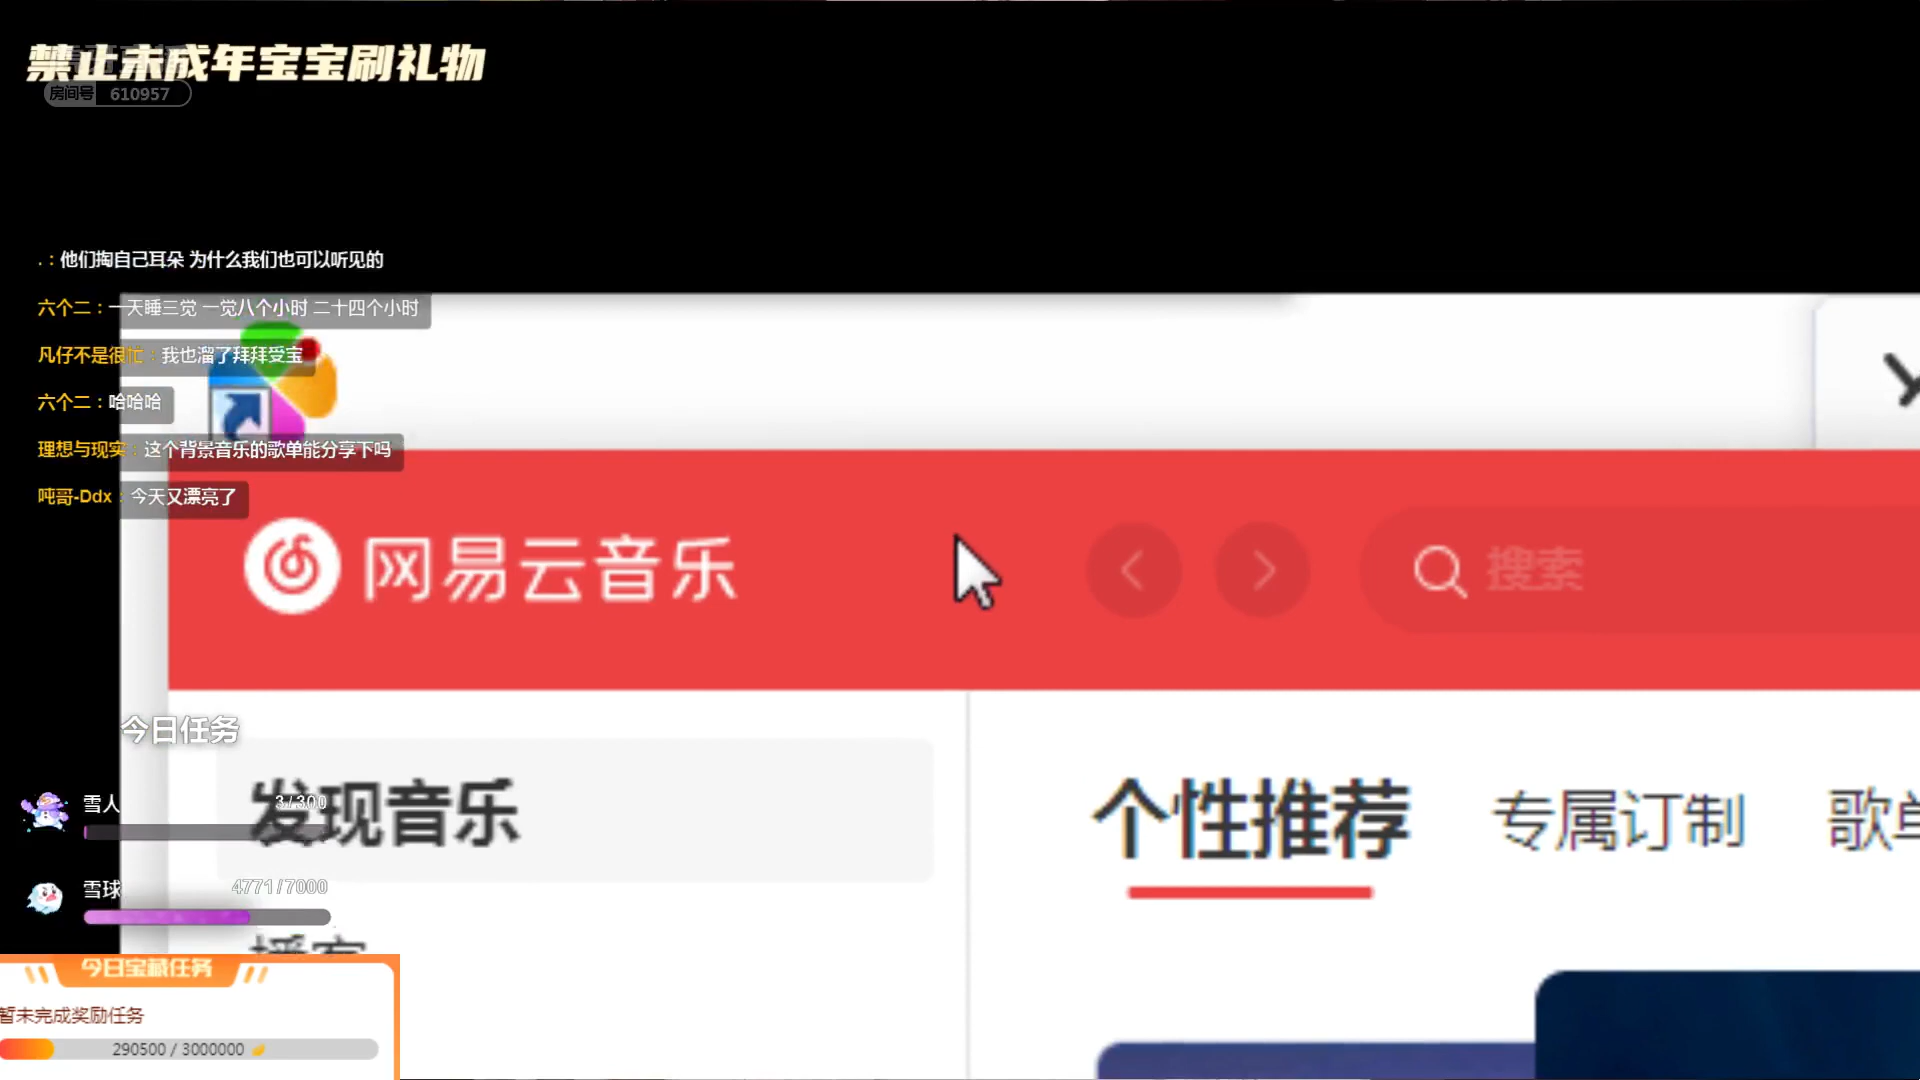 禁止未成年宝宝刷礼物
房间号 610957
.：他们掏自己耳朵 为什么我们也可以听见的
六个二：一天睡三觉 一觉八个小时 二十四个小时
凡仔不是很忙：我也溜了拜拜受宝
六个二：哈哈哈
理想与现实：这个背景音乐的歌单能分享下吗
吨哥-Ddx：今天又漂亮了
网易云音乐
搜索
今日任务
雪人 3/300
发现音乐
个性推荐 专属订制 歌单
雪球 4771/7000
播客
今日宝藏任务
暂未完成奖励任务
290500 / 3000000